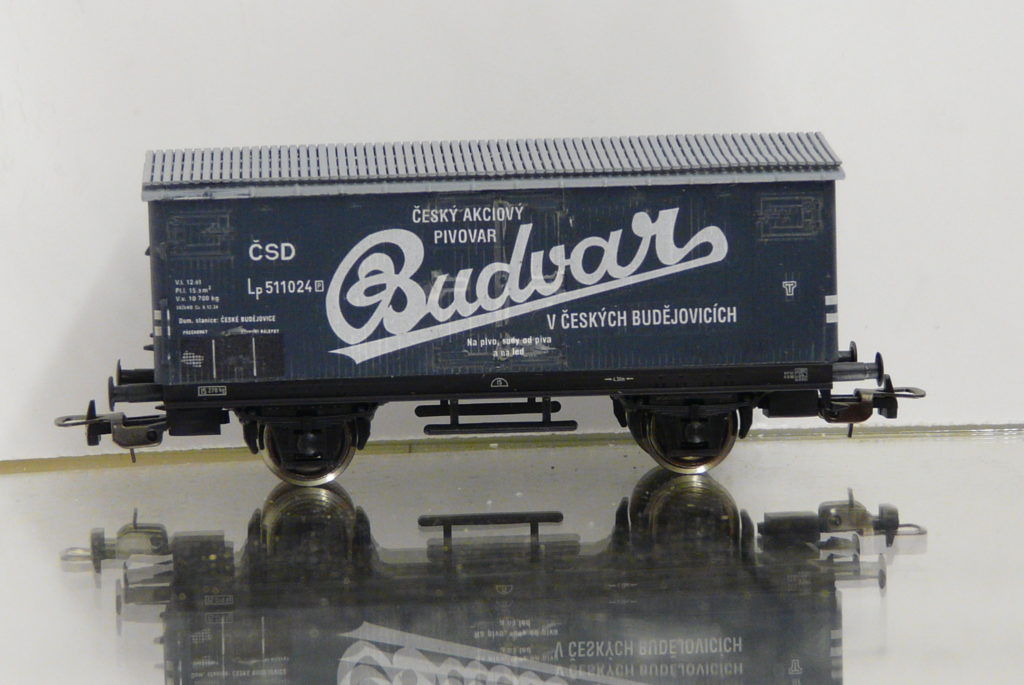 ČESKÝ AKCIOVÝ
PIVOVAR
Budvar
V ČESKÝCH BUDĚJOVICÍCH
Na pivo, sudy od piva
a na led
ČSD
Lp 511024 P
Dom. stanice: ČESKÉ BUDĚJOVICE